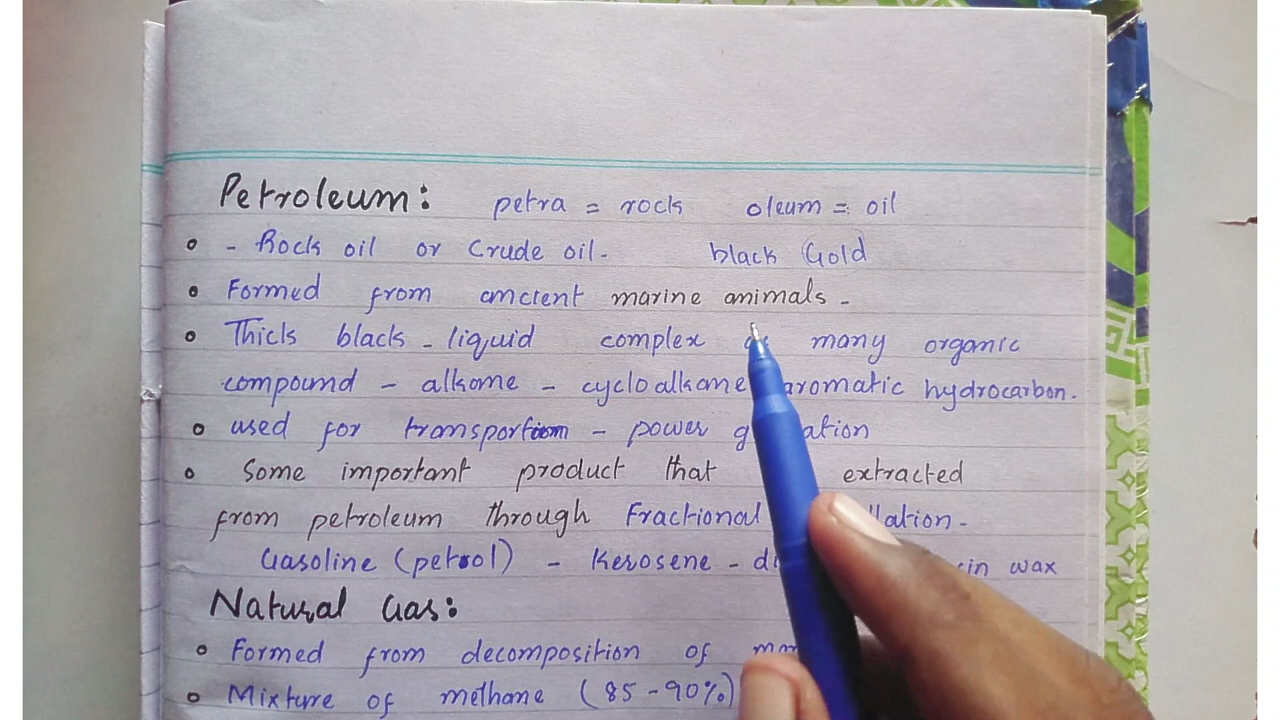 Petroleum: petra = rock oleum = oil
- Rock oil or Crude oil. black Gold
Formed from ancient marine animals -
Thick black - liquid complex many organic
compound - alkane - cycloalkane aromatic hydrocarbon.
used for transportiom - power
Some important product that extracted
from petroleum through Fractional
Gasoline (petrol) - Kerosene - wax
Natural Gas:
Formed from decomposition of
Mixture of methane (85-90%)